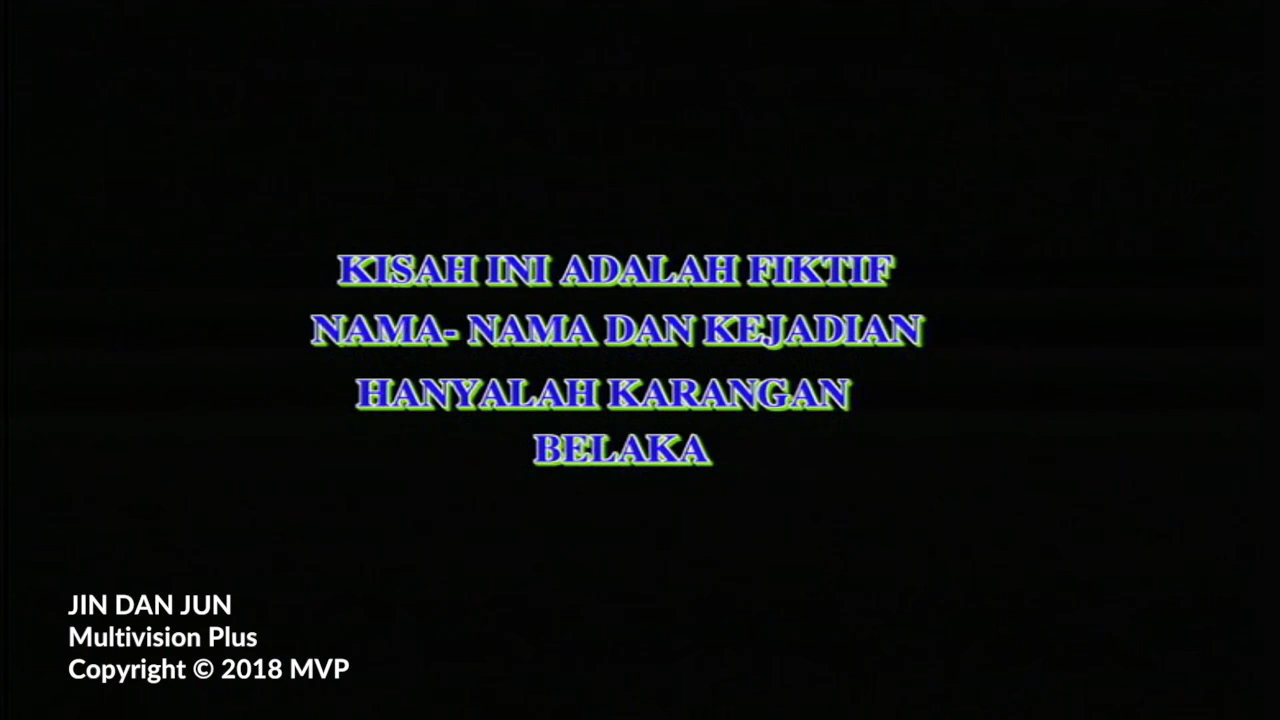 KISAH INI ADALAH FIKTIF
NAMA- NAMA DAN KEJADIAN
HANYALAH KARANGAN
BELAKA
JIN DAN JUN
Multivision Plus
Copyright © 2018 MVP